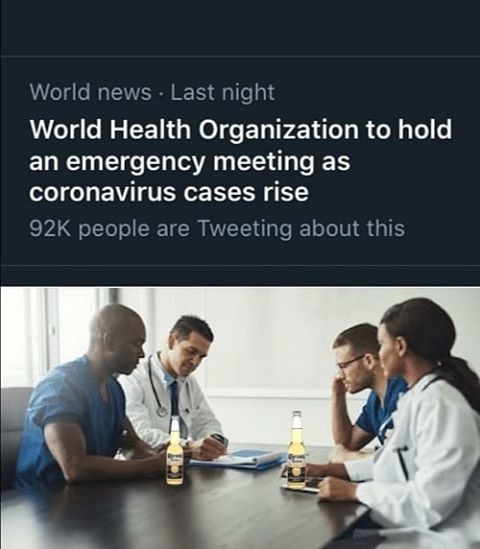 World news · Last night
World Health Organization to hold
an emergency meeting as
coronavirus cases rise
92K people are Tweeting about this
Corona
Corona